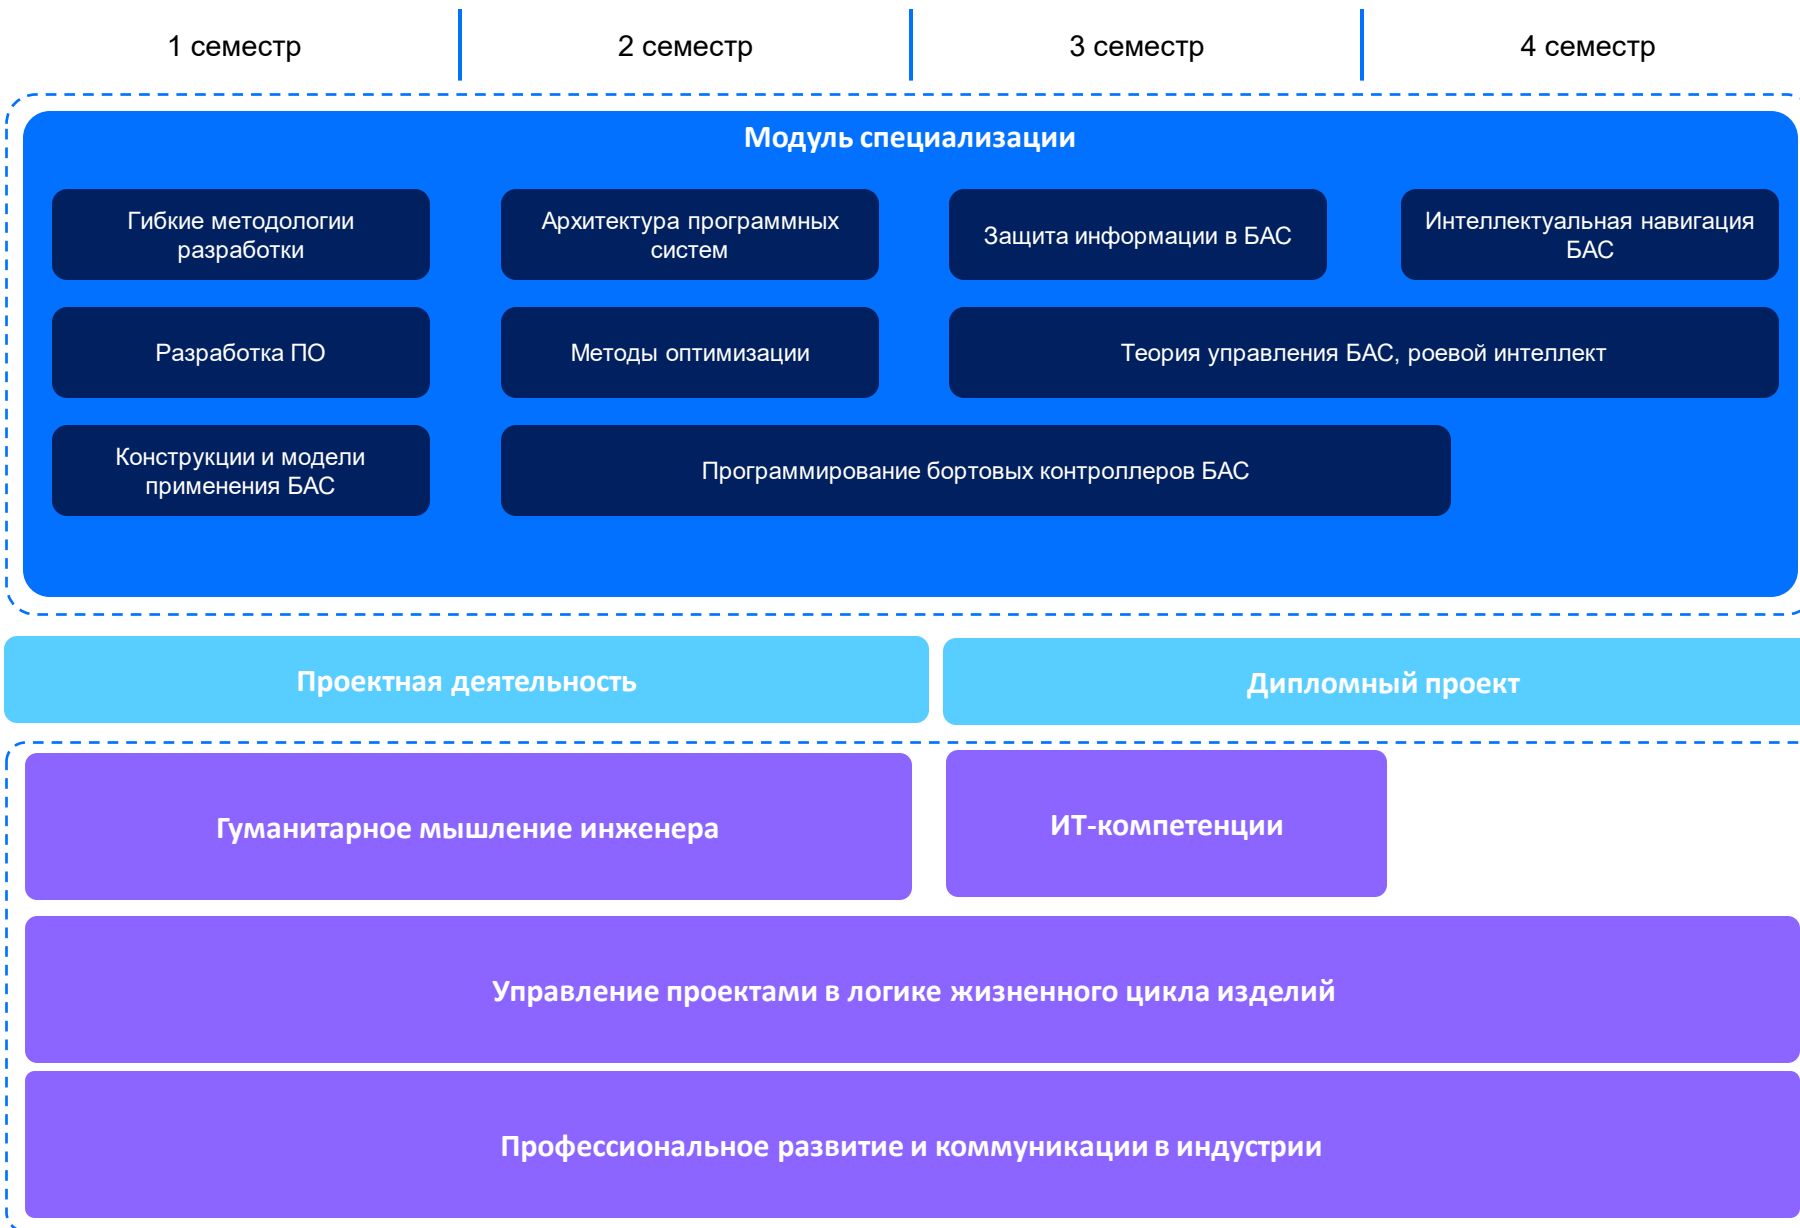 1 семестр
2 семестр
3 семестр
4 семестр
Модуль специализации
Гибкие методологии
разработки
Архитектура программных
систем
Защита информации в БАС
Интеллектуальная навигация
БАС
Разработка ПО
Методы оптимизации
Теория управления БАС, роевой интеллект
Конструкции и модели
применения БАС
Программирование бортовых контроллеров БАС
Проектная деятельность
Дипломный проект
Гуманитарное мышление инженера
ИТ-компетенции
Управление проектами в логике жизненного цикла изделий
Профессиональное развитие и коммуникации в индустрии